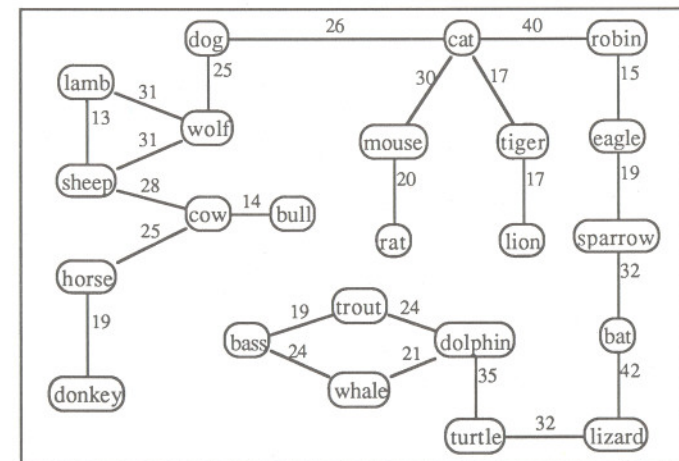 26
40
dog
cat
robin
25
lamb
31
30
17
15
13
wolf
mouse
tiger
eagle
31
sheep
28
20
17
19
cow
14
bull
25
rat
lion
sparrow
horse
32
19
trout
24
19
bass
dolphin
bat
24
21
35
42
donkey
whale
turtle
32
lizard